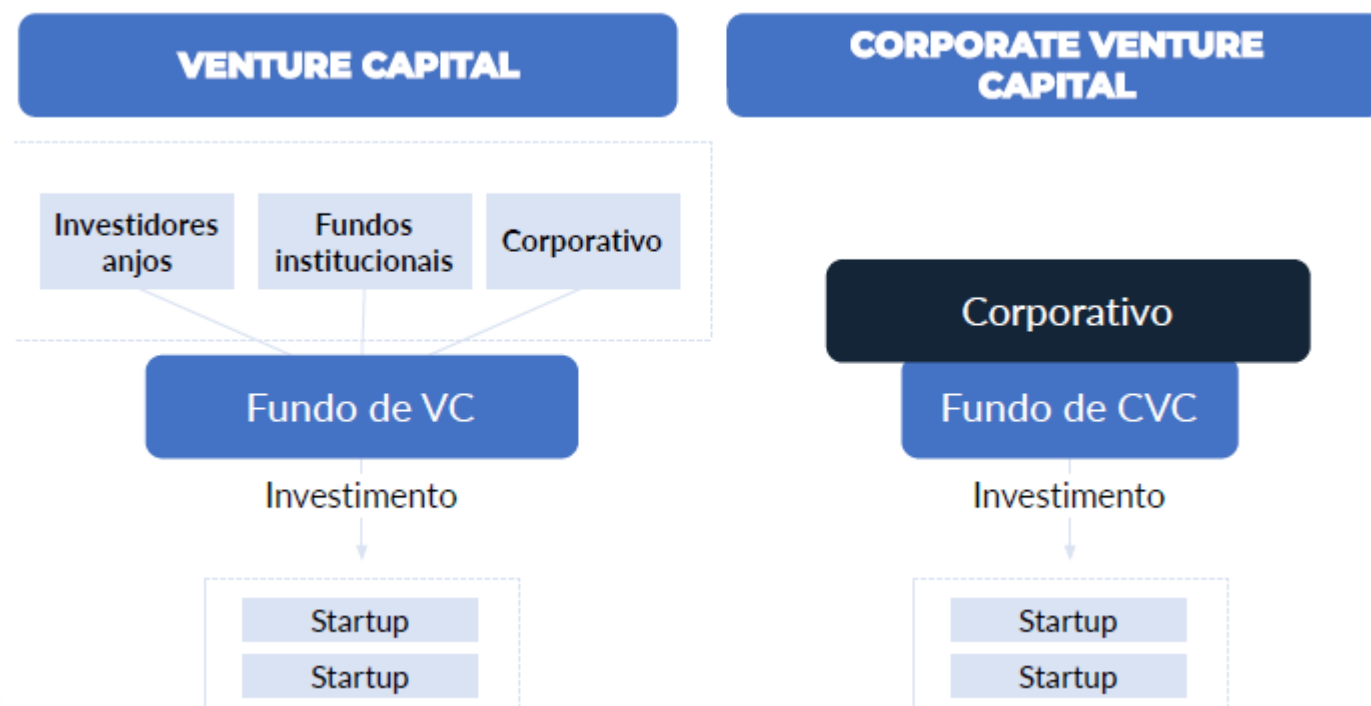 VENTURE CAPITAL
Investidores
anjos
Fundos
institucionais
Corporativo
Fundo de VC
Investimento
Startup
Startup
CORPORATE VENTURE
CAPITAL
Corporativo
Fundo de CVC
Investimento
Startup
Startup